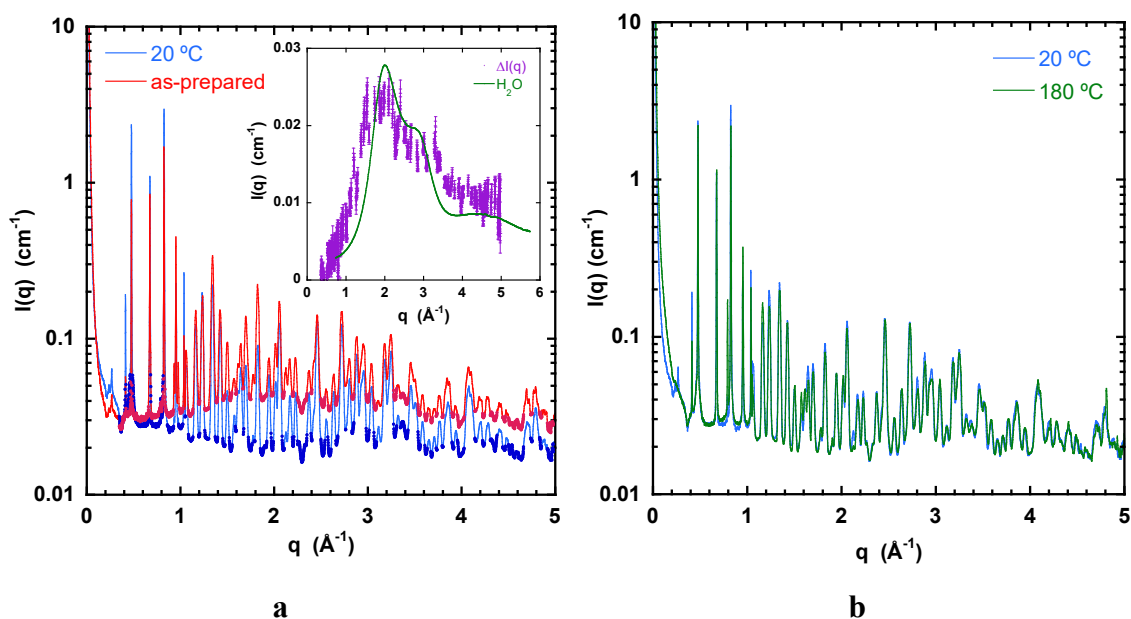 10
1
0.1
0.01
I(q) (cm⁻¹)
20 ºC
as-prepared
0.03
0.02
0.01
0
I(q) (cm⁻¹)
ΔI(q)
H₂O
0 1 2 3 4 5 6
q (Å⁻¹)
0 1 2 3 4 5
q (Å⁻¹)
a
10
1
0.1
0.01
I(q) (cm⁻¹)
20 ºC
180 ºC
0 1 2 3 4 5
q (Å⁻¹)
b